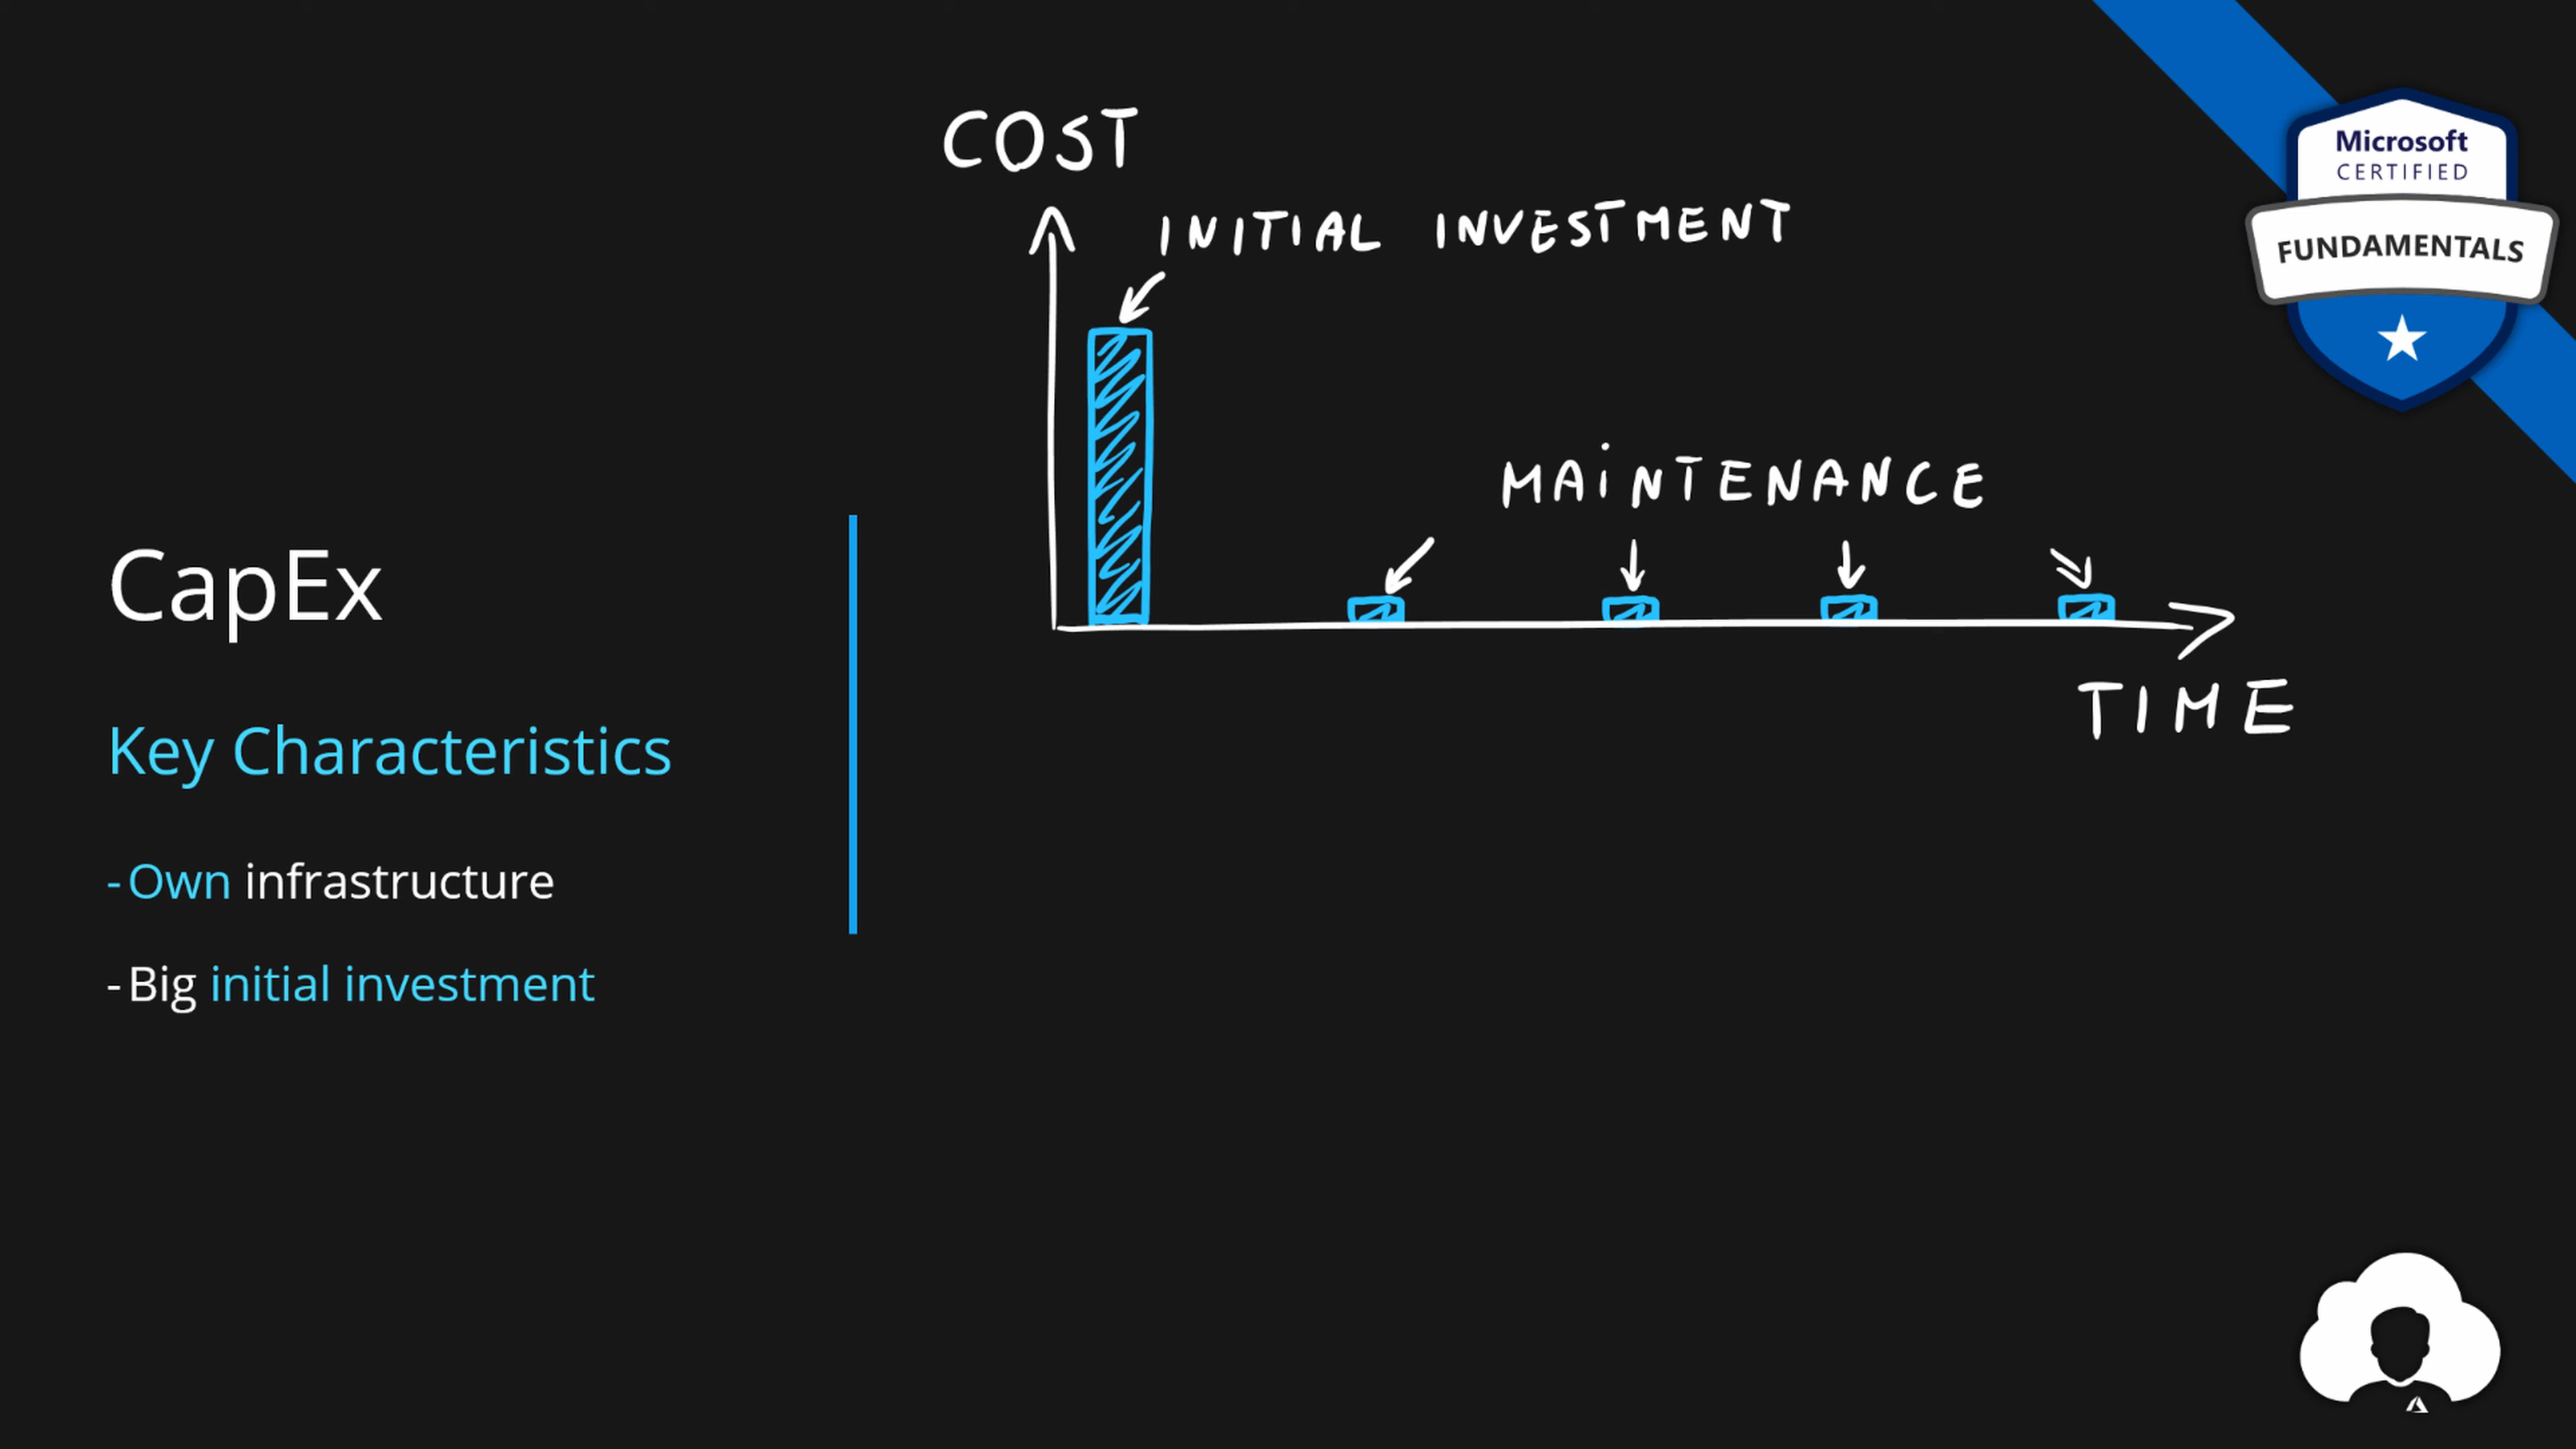 CapEx
Key Characteristics
- Own infrastructure
- Big initial investment
COST
INITIAL INVESTMENT
MAiNTENANCE
TIME
Microsoft
CERTIFIED
FUNDAMENTALS